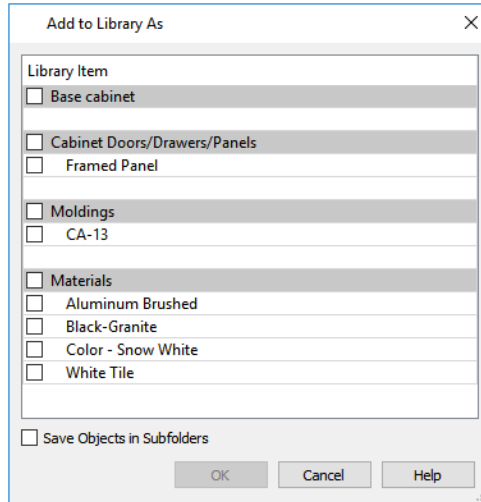 Add to Library As
Library Item
Base cabinet
Cabinet Doors/Drawers/Panels
Framed Panel
Moldings
CA-13
Materials
Aluminum Brushed
Black-Granite
Color - Snow White
White Tile
Save Objects in Subfolders
OK Cancel Help